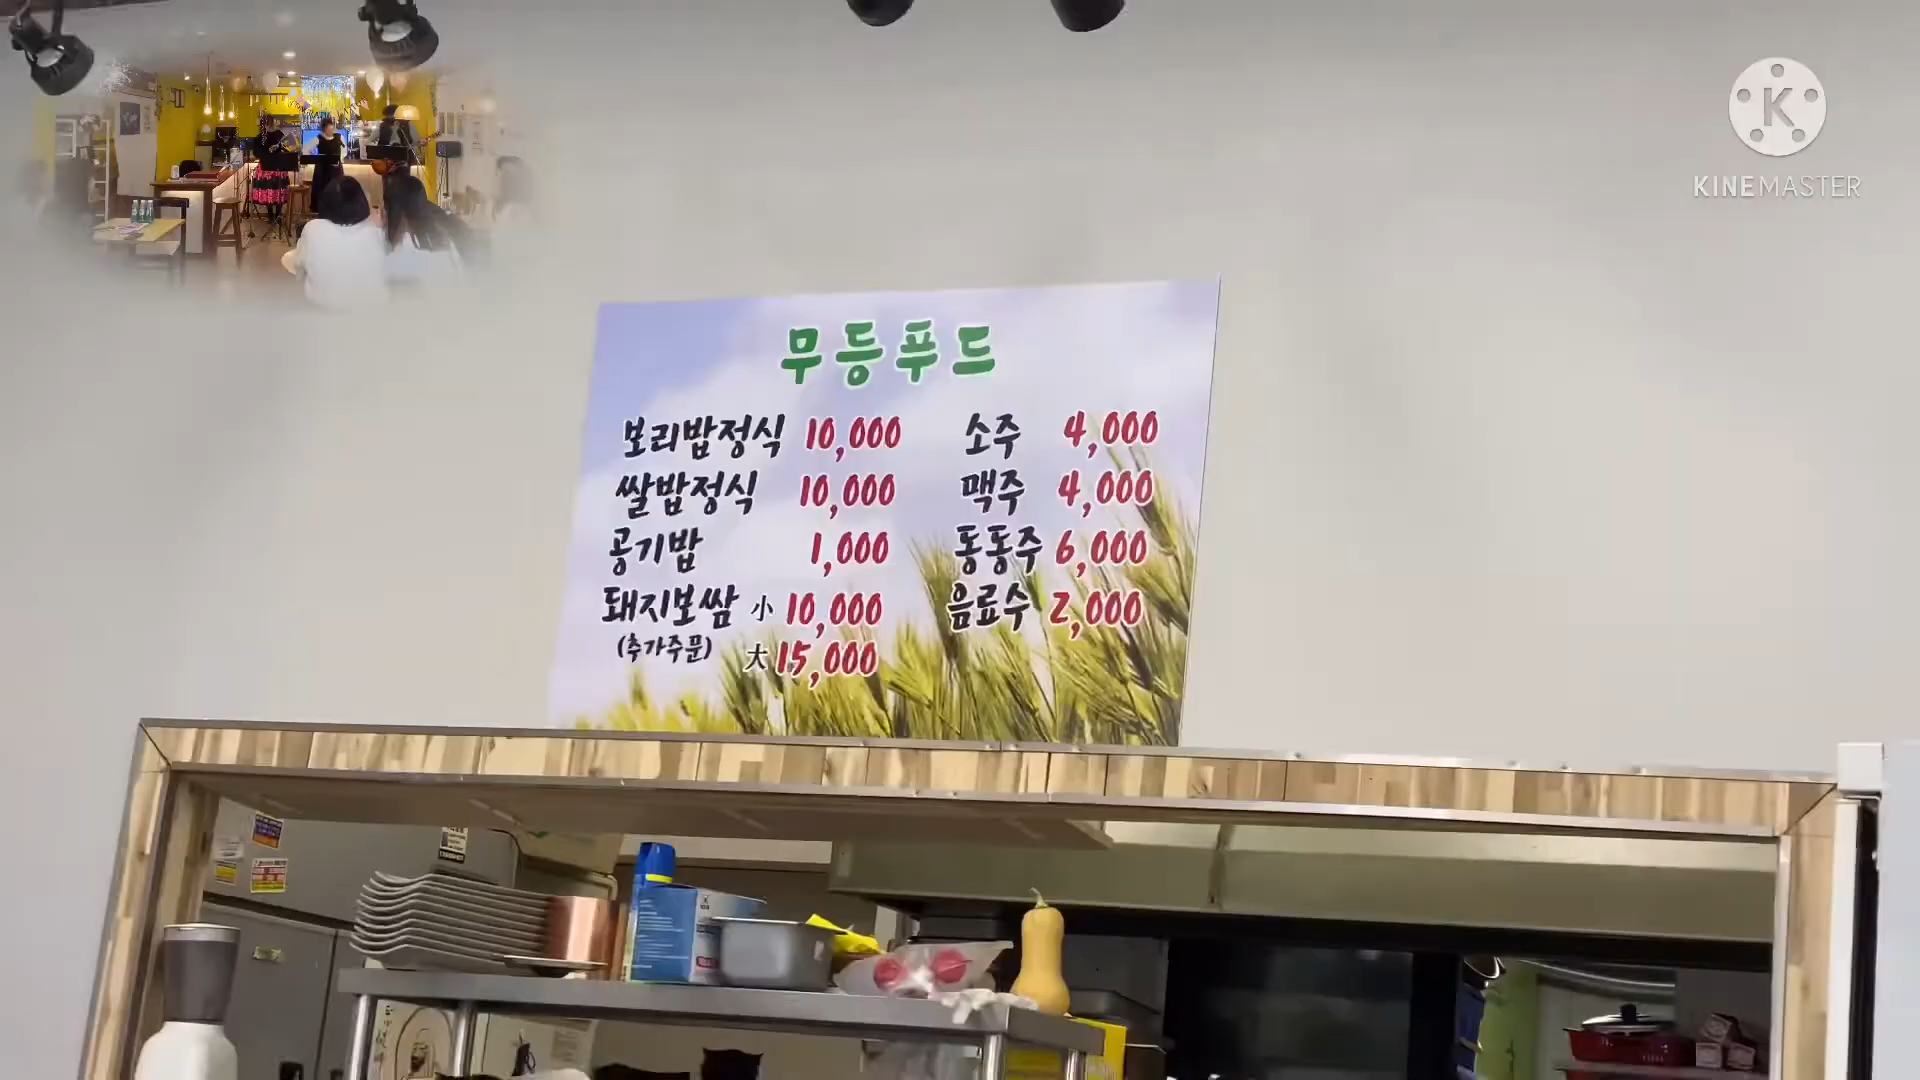 KINEMASTER
무등푸드
보리밥정식 10,000
쌀밥정식 10,000
공기밥 1,000
돼지보쌈 小 10,000
(추가주문) 大 15,000
소주 4,000
맥주 4,000
동동주 6,000
음료수 2,000